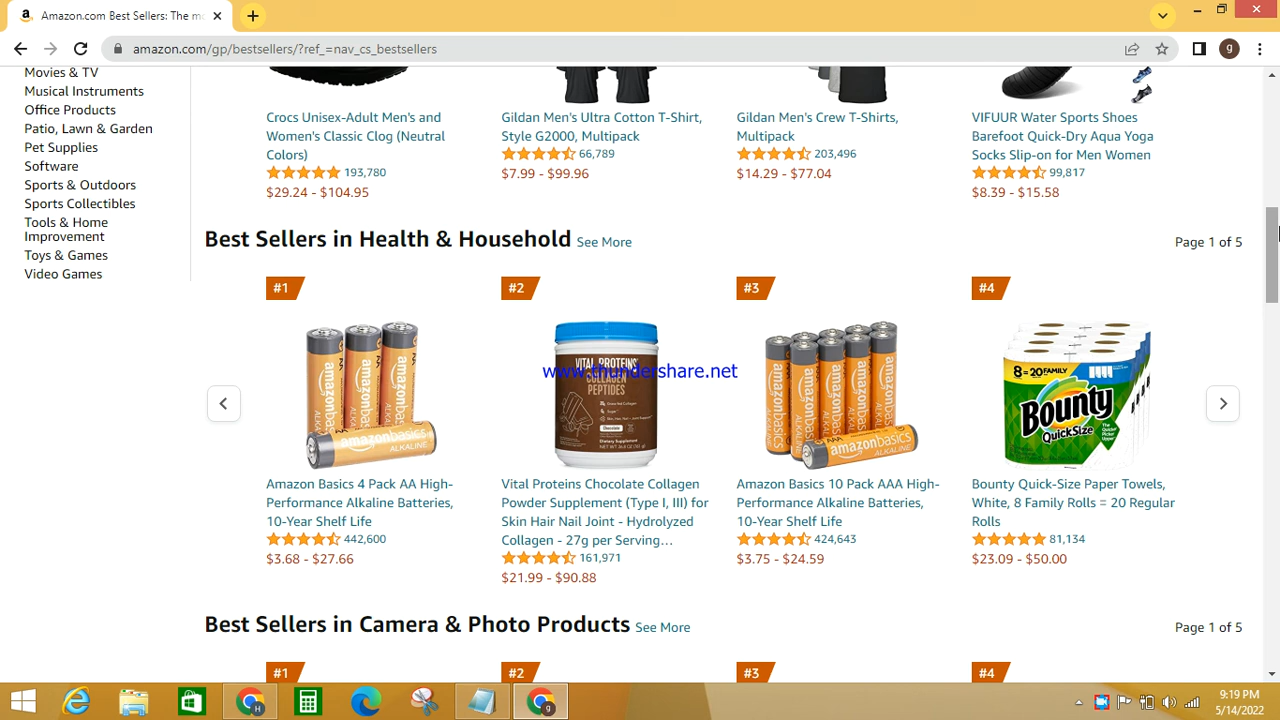 Amazon.com Best Sellers: The mo
amazon.com/gp/bestsellers/?ref_=nav_cs_bestsellers
g
Movies & TV
Musical Instruments
Office Products
Patio, Lawn & Garden
Pet Supplies
Software
Sports & Outdoors
Sports Collectibles
Tools & Home
Improvement
Toys & Games
Video Games
Crocs Unisex-Adult Men's and
Women's Classic Clog (Neutral
Colors)
193,780
$29.24 - $104.95
Gildan Men's Ultra Cotton T-Shirt,
Style G2000, Multipack
66,789
$7.99 - $99.96
Gildan Men's Crew T-Shirts,
Multipack
203,496
$14.29 - $77.04
VIFUUR Water Sports Shoes
Barefoot Quick-Dry Aqua Yoga
Socks Slip-on for Men Women
99,817
$8.39 - $15.58
Best Sellers in Health & Household See More
Page 1 of 5
#1
amazonbasics
ALKALINE
Amazon Basics 4 Pack AA High-
Performance Alkaline Batteries,
10-Year Shelf Life
442,600
$3.68 - $27.66
#2
VITAL PROTEINS
COLLAGEN
PEPTIDES
www.thundershare.net
Vital Proteins Chocolate Collagen
Powder Supplement (Type I, III) for
Skin Hair Nail Joint - Hydrolyzed
Collagen - 27g per Serving…
161,971
$21.99 - $90.88
#3
amazonbasics
ALKALINE
Amazon Basics 10 Pack AAA High-
Performance Alkaline Batteries,
10-Year Shelf Life
424,643
$3.75 - $24.59
#4
8=20 FAMILY
Bounty
QuickSize
Bounty Quick-Size Paper Towels,
White, 8 Family Rolls = 20 Regular
Rolls
81,134
$23.09 - $50.00
Best Sellers in Camera & Photo Products See More
Page 1 of 5
#1
#2
#3
#4
H
g
9:19 PM
5/14/2022